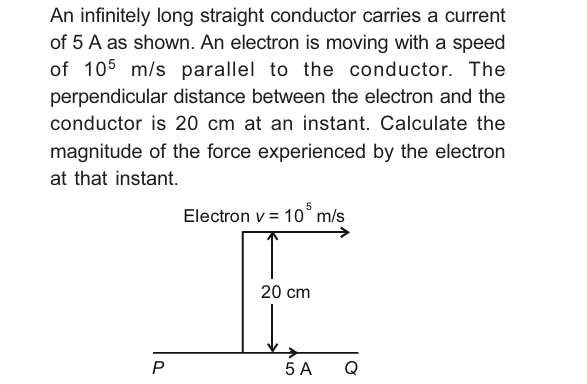 An infinitely long straight conductor carries a current
of 5 A as shown. An electron is moving with a speed
of 10⁵ m/s parallel to the conductor. The
perpendicular distance between the electron and the
conductor is 20 cm at an instant. Calculate the
magnitude of the force experienced by the electron
at that instant.
Electron v = 10⁵ m/s
20 cm
P 5 A Q